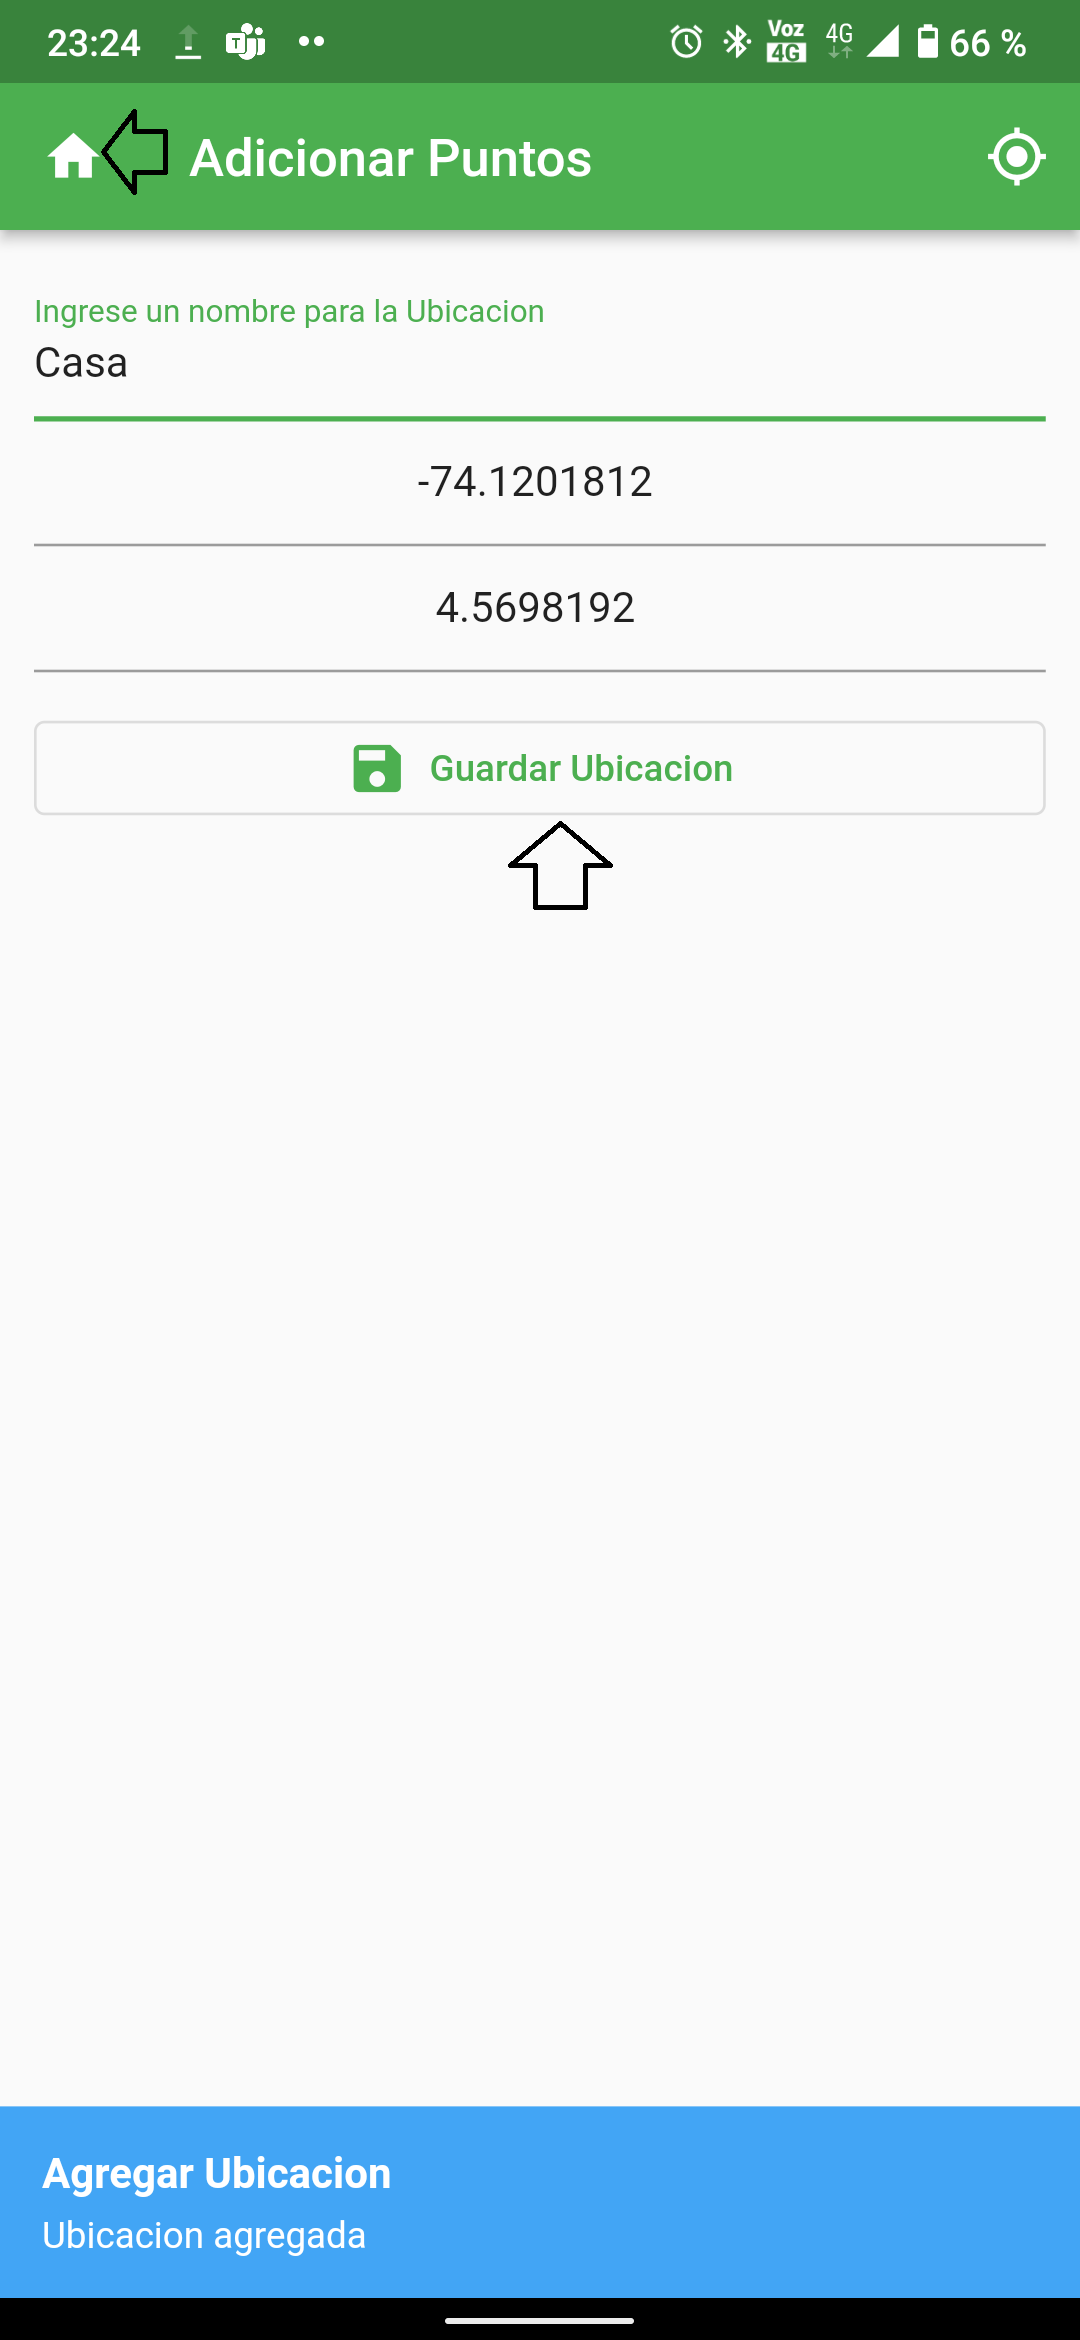 23:24
T
Voz
4G
4G
66 %
Adicionar Puntos
Ingrese un nombre para la Ubicacion
Casa
-74.1201812
4.5698192
Guardar Ubicacion
Agregar Ubicacion
Ubicacion agregada